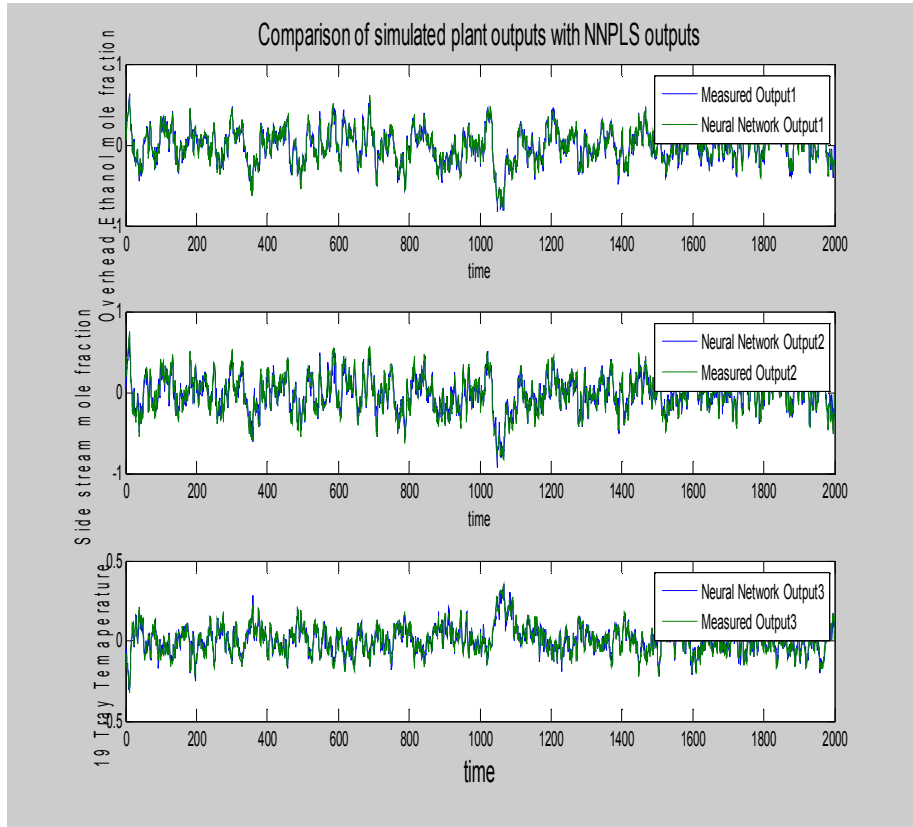 Comparison of simulated plant outputs with NNPLS outputs
Overhead Ethanol mole fraction
1
0
-1
Measured Output1
Neural Network Output1
0 200 400 600 800 1000 1200 1400 1600 1800 2000
time
Side stream mole fraction
1
0
-1
Neural Network Output2
Measured Output2
0 200 400 600 800 1000 1200 1400 1600 1800 2000
time
19 Tray Temaperature
0.5
0
-0.5
Neural Network Output3
Measured Output3
0 200 400 600 800 1000 1200 1400 1600 1800 2000
time